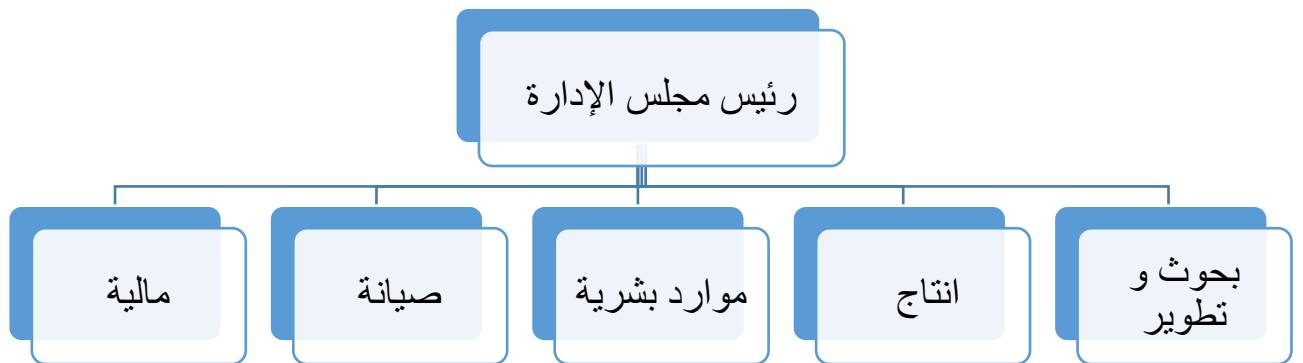 رئيس مجلس الإدارة
بحوث و
تطوير
انتاج
موارد بشرية
صيانة
مالية